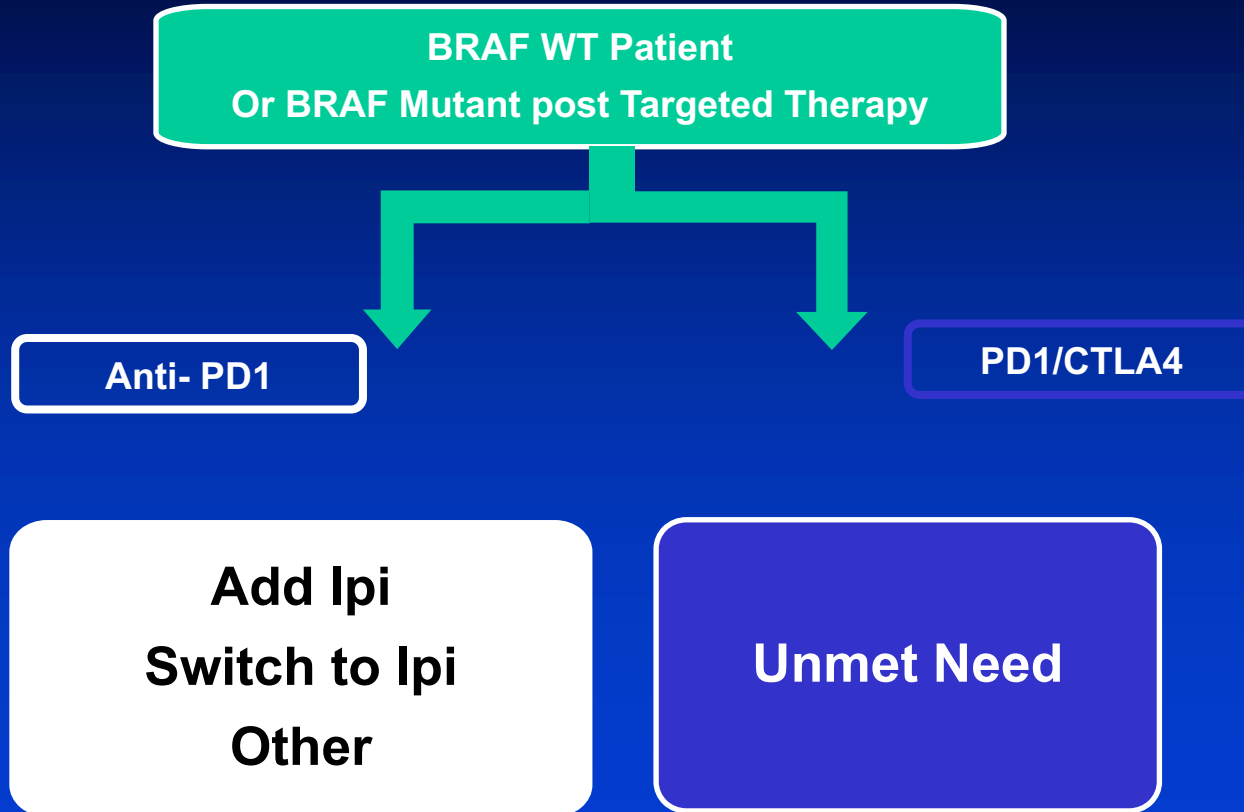 BRAF WT Patient
Or BRAF Mutant post Targeted Therapy
Anti- PD1
PD1/CTLA4
Add Ipi
Switch to Ipi
Other
Unmet Need